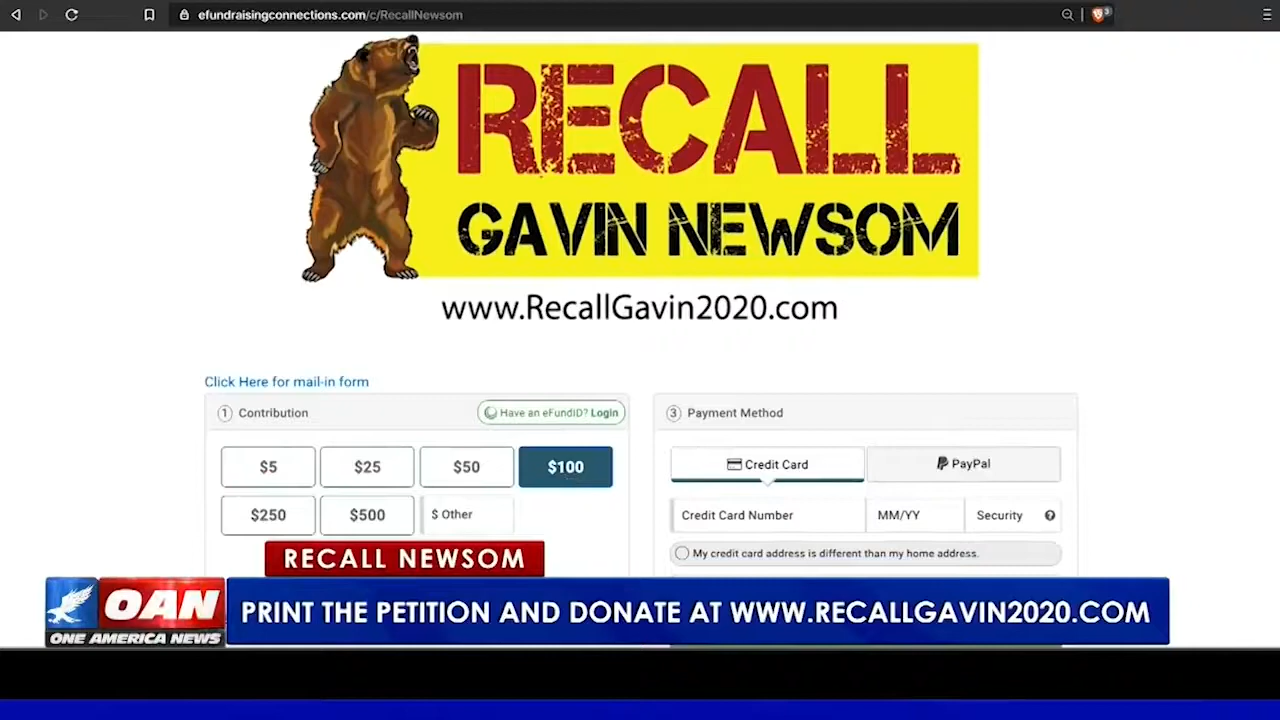 efundraisingconnections.com/c/RecallNewsom
3
RECALL
GAVIN NEWSOM
www.RecallGavin2020.com
Click Here for mail-in form
1 Contribution
Have an eFundID? Login
$5
$25
$50
$100
$250
$500
$ Other
3 Payment Method
Credit Card
PayPal
Credit Card Number
MM/YY
Security
?
My credit card address is different than my home address.
RECALL NEWSOM
OAN
ONE AMERICA NEWS
PRINT THE PETITION AND DONATE AT WWW.RECALLGAVIN2020.COM